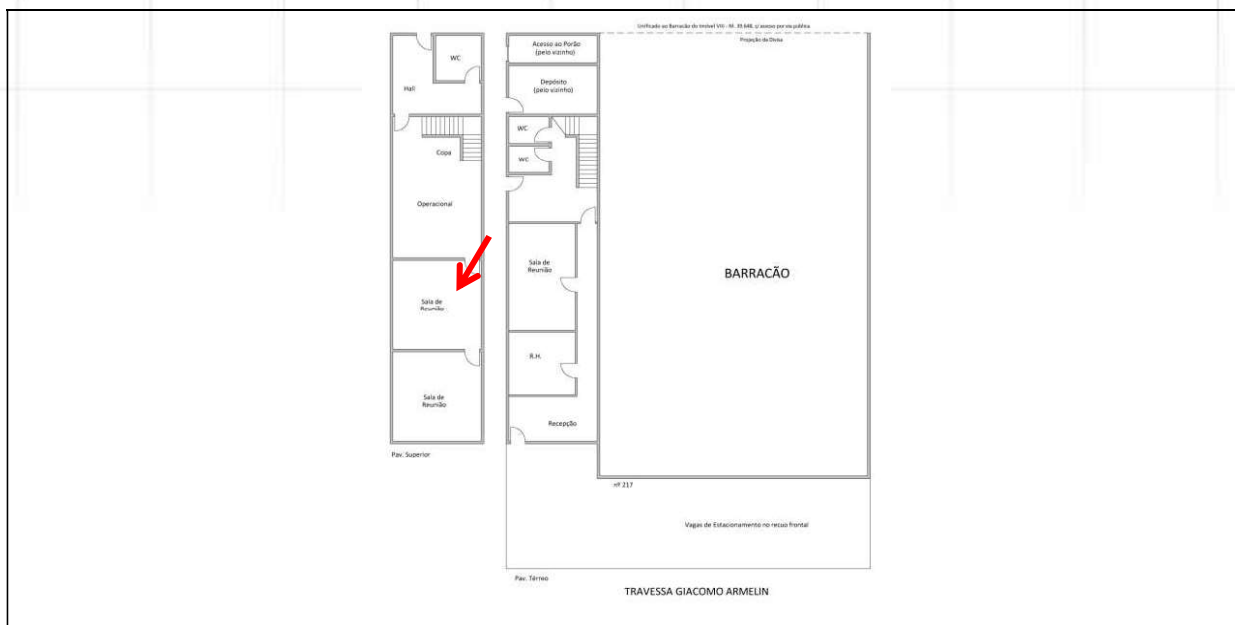 Unificado ao Barracão do Imóvel VIII - M. 39.648, c/ acesso por via pública
Projeção da Divisa
WC
Hall
Copa
Operacional
Sala de
Reunião
Sala de
Reunião
Pav. Superior
Acesso ao Porão
(pelo vizinho)
Depósito
(pelo vizinho)
WC
WC
Sala de
Reunião
R.H.
Recepção
BARRACÃO
nº 217
Vagas de Estacionamento no recuo frontal
Pav. Térreo
TRAVESSA GIACOMO ARMELIN